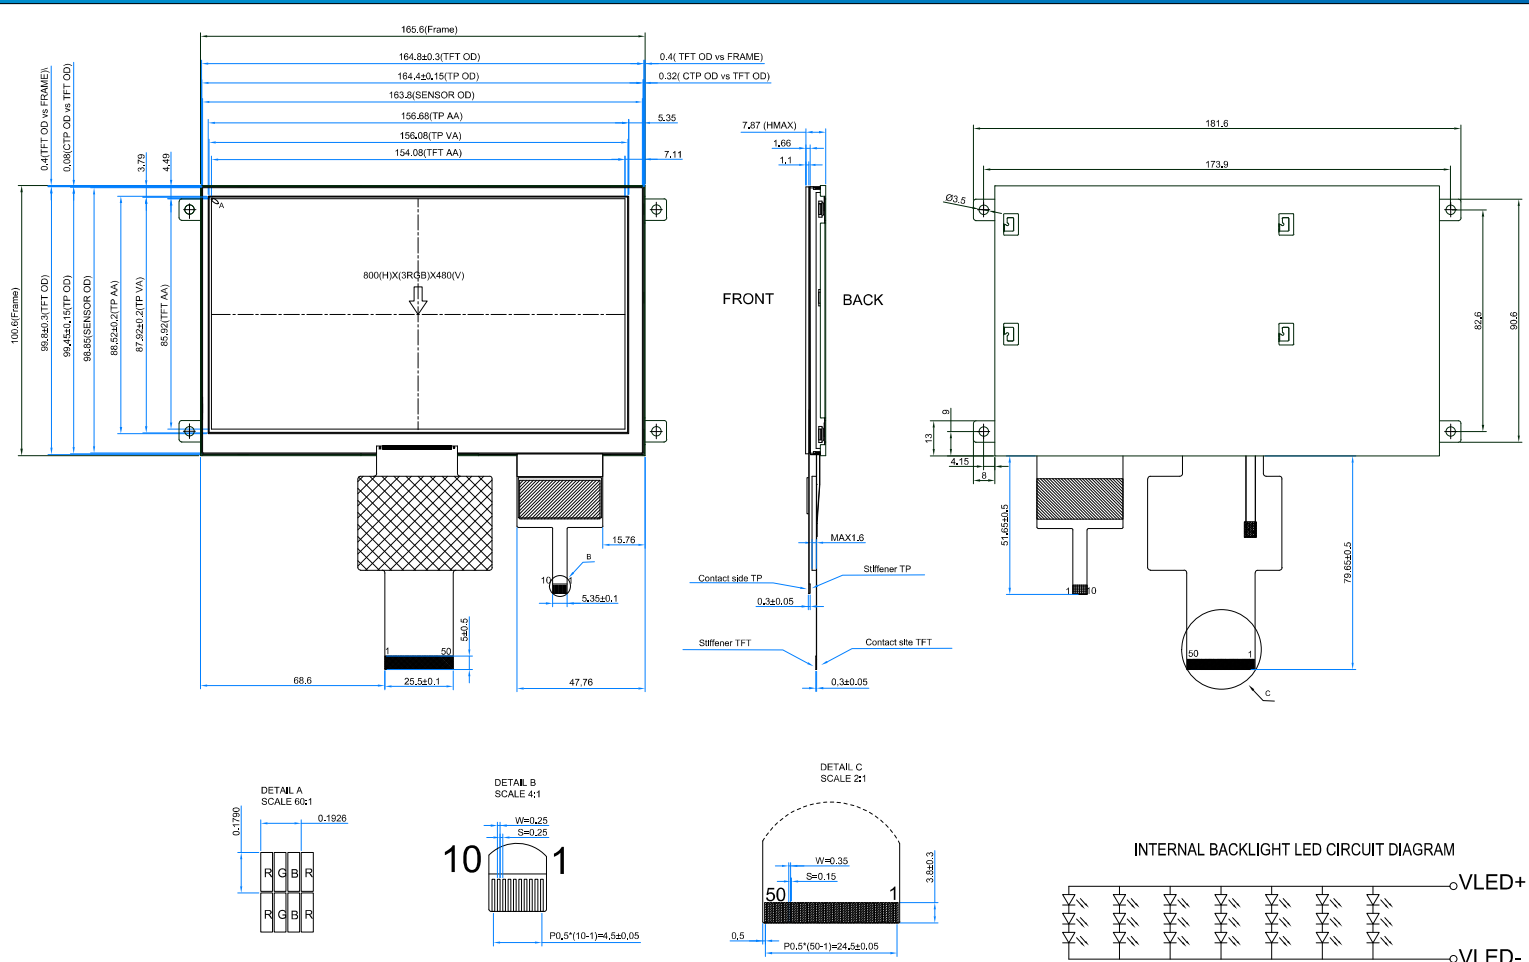 165.6(Frame)
164.8±0.3(TFT OD)
0.4( TFT OD vs FRAME)
164.4±0.15(TP OD)
0.32( CTP OD vs TFT OD)
163.8(SENSOR OD)
156.68(TP AA)
5.35
156.08(TP VA)
154.08(TFT AA)
7.11
0.4(TFT OD vs FRAME)\
0.08(CTP OD vs TFT OD)
3.79
4.49
100.6(Frame)
99.8±0.3(TFT OD)
99.45±0.15(TP OD)
98.85(SENSOR OD)
88.52±0.2(TP AA)
87.92±0.2(TP VA)
85.92(TFT AA)
A
800(H)X(3RGB)X480(V)
15.76
B
10
1
5.35±0.1
5±0.5
1
50
68.6
25.5±0.1
47.76
7.87 (HMAX)
1.66
1.1
FRONT
BACK
MAX1.6
Contact side TP
Stiffener TP
0.3±0.05
Stiffener TFT
Contact site TFT
0.3±0.05
181.6
173.9
Ø3.5
82.6
90.6
9
13
4.15
8
51.65±0.5
79.65±0.5
1
10
50
1
C
DETAIL A
SCALE 60:1
0.1790
0.1926
R G B R
R G B R
DETAIL B
SCALE 4:1
W=0.25
S=0.25
10
1
P0.5*(10-1)=4.5±0.05
DETAIL C
SCALE 2:1
W=0.35
S=0.15
50
1
3.8±0.3
0.5
P0.5*(50-1)=24.5±0.05
INTERNAL BACKLIGHT LED CIRCUIT DIAGRAM
VLED+
VLED-